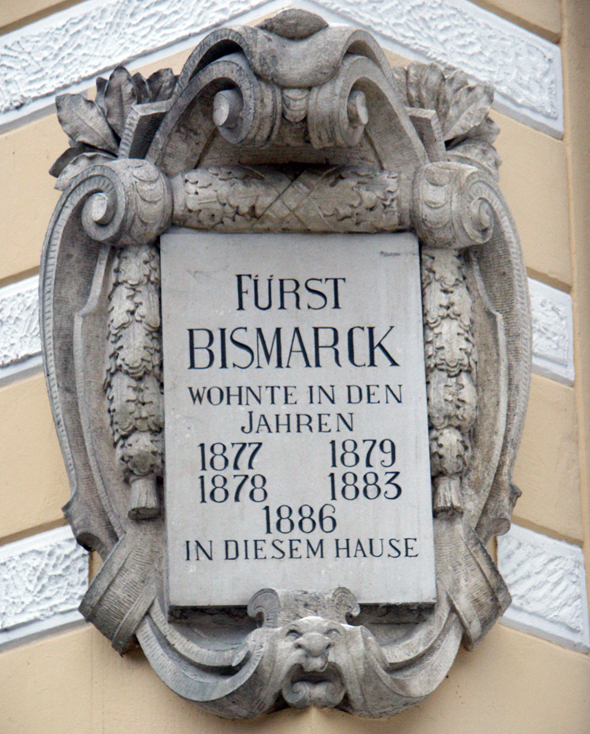 FÜRST
BISMARCK
WOHNTE IN DEN
JAHREN
1877 1879
1878 1883
1886
IN DIESEM HAUSE